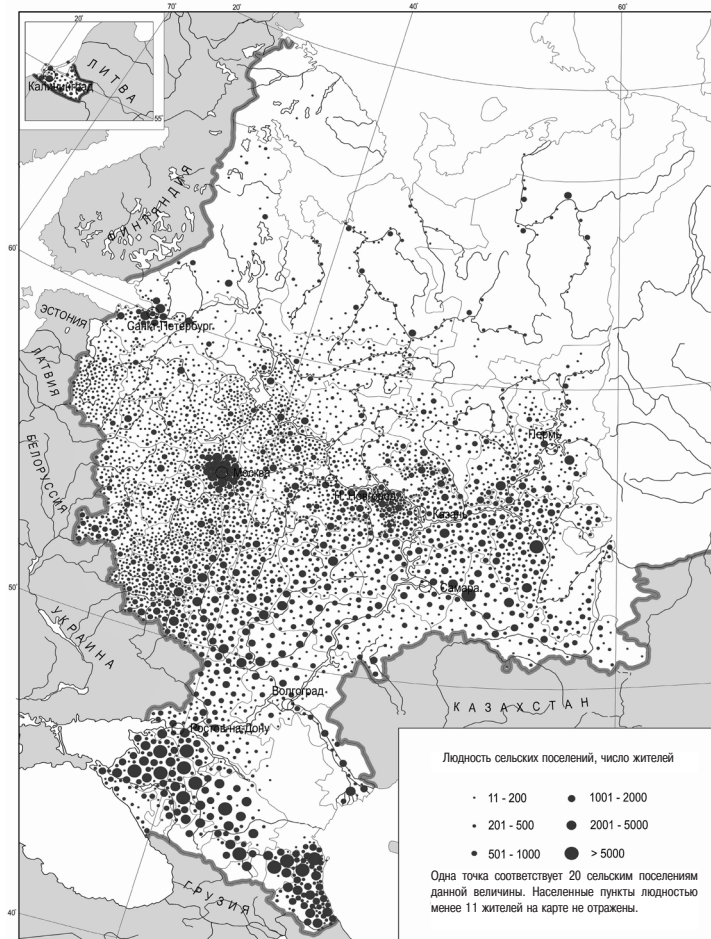 20˚
70˚
20˚
40˚
60˚
ЛИТВА
Калининград
55
ФИНЛЯНДИЯ
60˚
Санкт-Петербург
ЭСТОНИЯ
ЛАТВИЯ
БЕЛОРУССИЯ
Пермь
Москва
Н. Новгород
Казань
Самара
50˚
УКРАИНА
Волгоград
КАЗАХСТАН
Ростов-на-Дону
ГРУЗИЯ
40˚
Людность сельских поселений, число жителей
11 - 200
1001 - 2000
201 - 500
2001 - 5000
501 - 1000
> 5000
Одна точка соответствует 20 сельским поселениям
данной величины. Населенные пункты людностью
менее 11 жителей на карте не отражены.